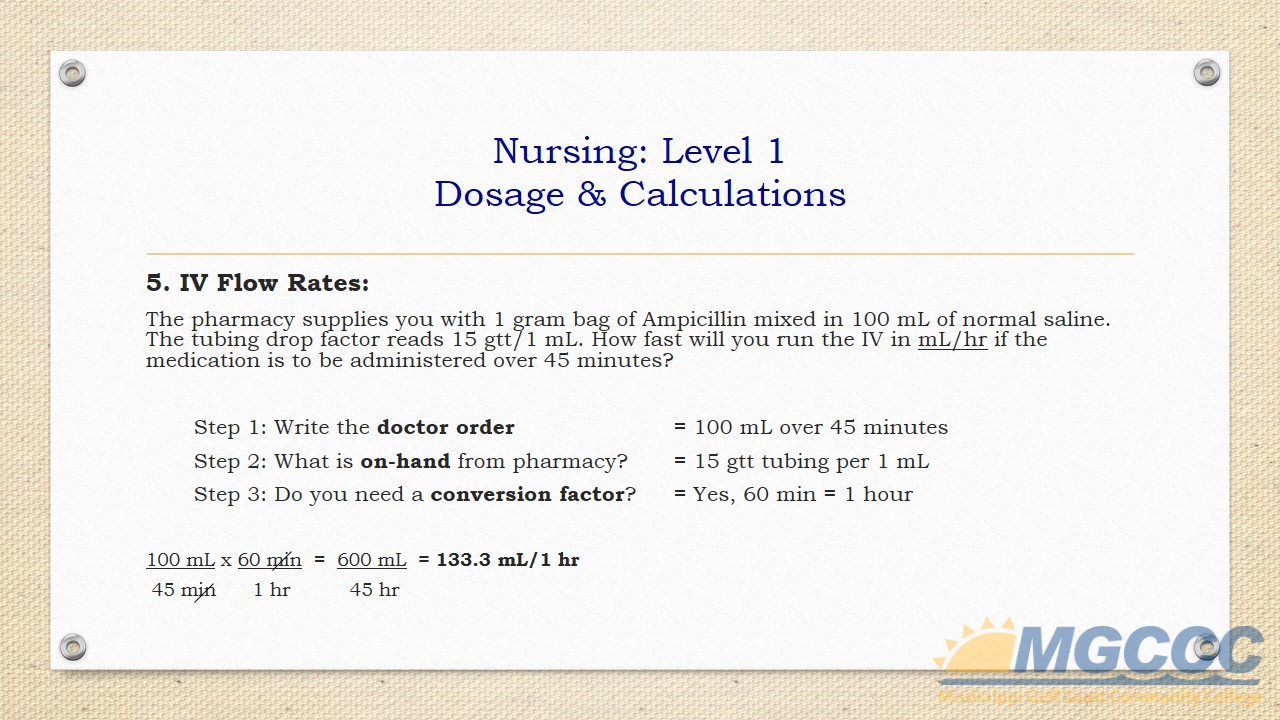 Nursing: Level 1
Dosage & Calculations
5. IV Flow Rates:
The pharmacy supplies you with 1 gram bag of Ampicillin mixed in 100 mL of normal saline.
The tubing drop factor reads 15 gtt/1 mL. How fast will you run the IV in mL/hr if the
medication is to be administered over 45 minutes?
Step 1: Write the doctor order = 100 mL over 45 minutes
Step 2: What is on-hand from pharmacy? = 15 gtt tubing per 1 mL
Step 3: Do you need a conversion factor? = Yes, 60 min = 1 hour
100 mL x 60 min = 600 mL = 133.3 mL/1 hr
45 min 1 hr 45 hr
MGCCC
Mississippi Gulf Coast Community College